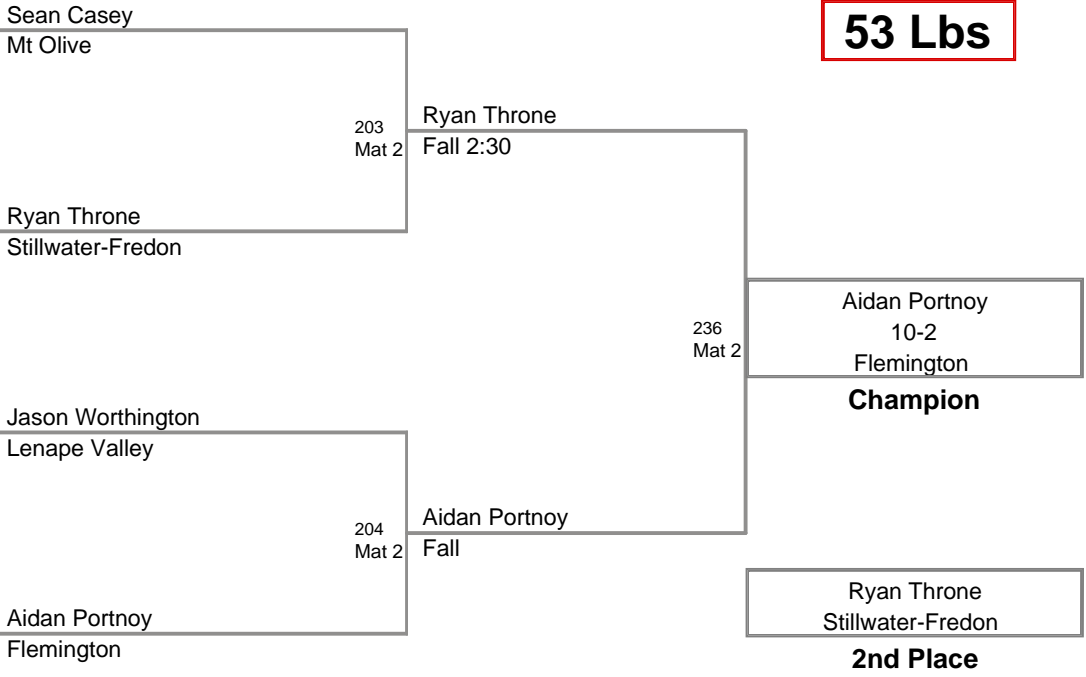 Sean Casey
Mt Olive
53 Lbs
203
Mat 2
Ryan Throne
Fall 2:30
Ryan Throne
Stillwater-Fredon
236
Mat 2
Aidan Portnoy
10-2
Flemington
Champion
Jason Worthington
Lenape Valley
204
Mat 2
Aidan Portnoy
Fall
Aidan Portnoy
Flemington
Ryan Throne
Stillwater-Fredon
2nd Place